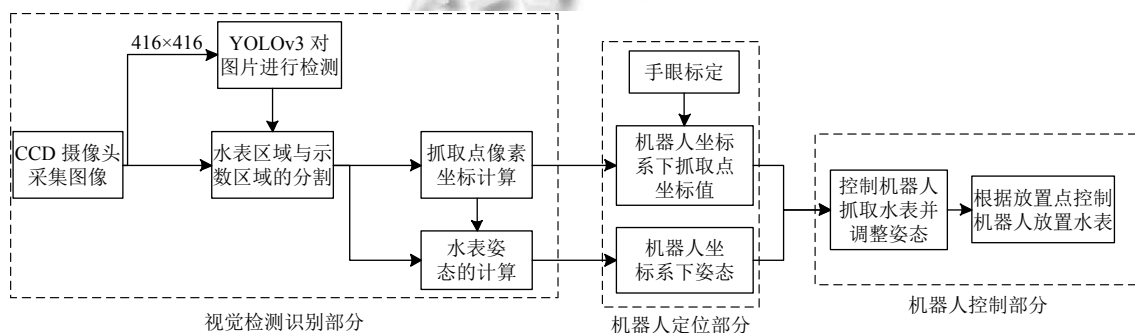 416×416
YOLOv3 对
图片进行检测
CCD 摄像头
采集图像
水表区域与示
数区域的分割
抓取点像素
坐标计算
水表姿
态的计算
视觉检测识别部分
手眼标定
机器人坐标
系下抓取点
坐标值
机器人坐
标系下姿态
机器人定位部分
控制机器人
抓取水表并
调整姿态
根据放置点控制
机器人放置水表
机器人控制部分